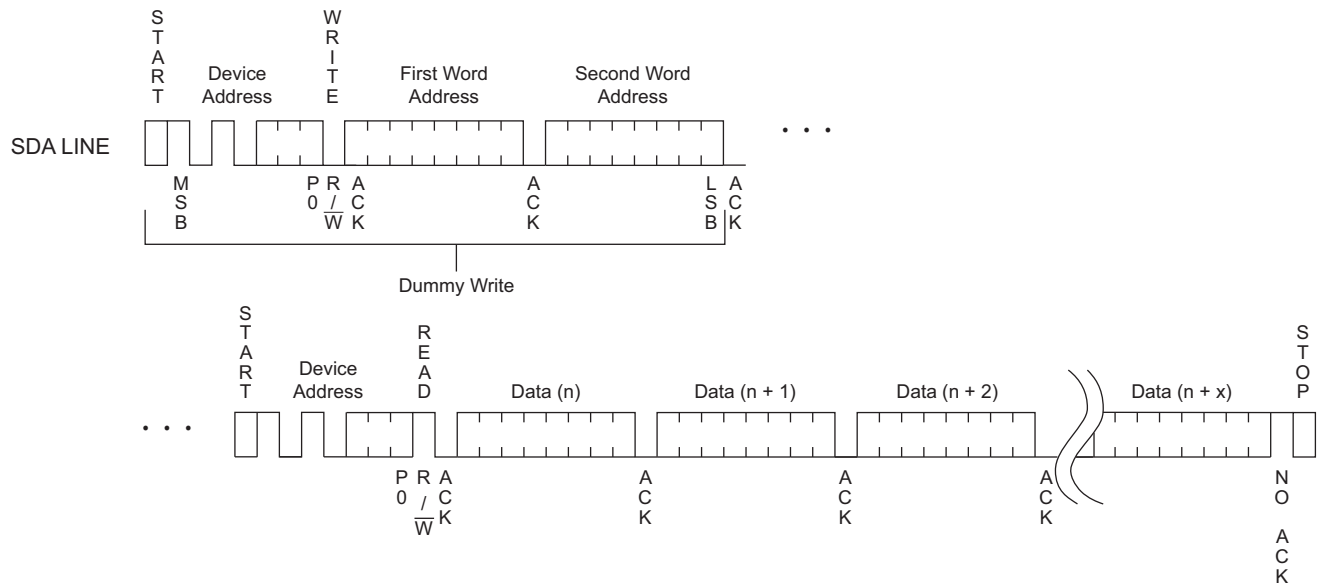 START
Device
Address
WRITE
First Word
Address
Second Word
Address
SDA LINE
. . .
MSB
P0
R/W
ACK
ACK
LSB
ACK
Dummy Write
START
Device
Address
READ
Data (n)
Data (n + 1)
Data (n + 2)
Data (n + x)
STOP
. . .
P0
R/W
ACK
ACK
ACK
ACK
NO ACK